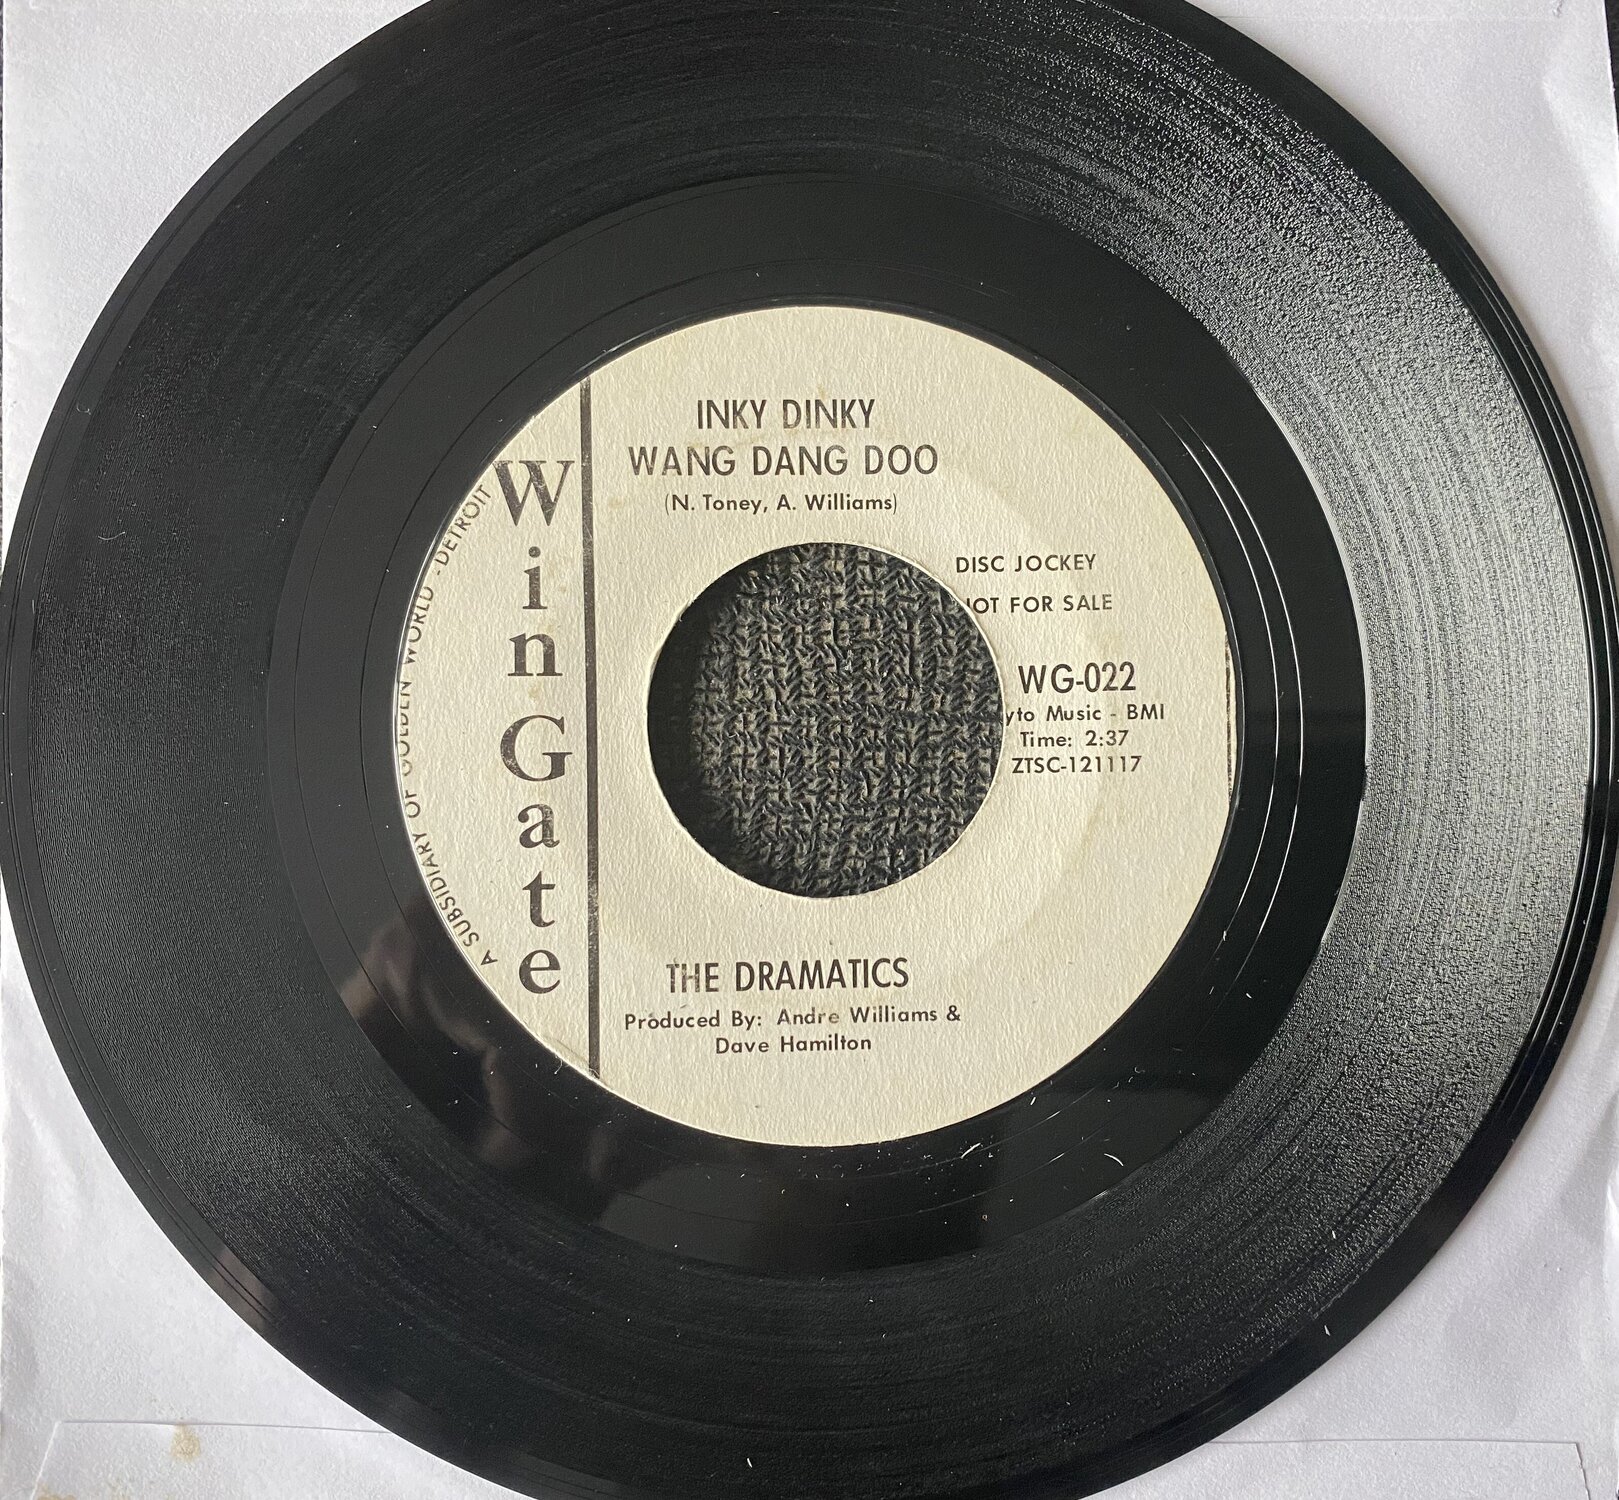 INKY DINKY
WANG DANG DOO
(N. Toney, A. Williams)
WinGate
A SUBSIDIARY OF GOLDEN WORLD - DETROIT
DISC JOCKEY
NOT FOR SALE
WG-022
Music - BMI
Time: 2:37
ZTSC-121117
THE DRAMATICS
Produced By: Andre Williams &
Dave Hamilton